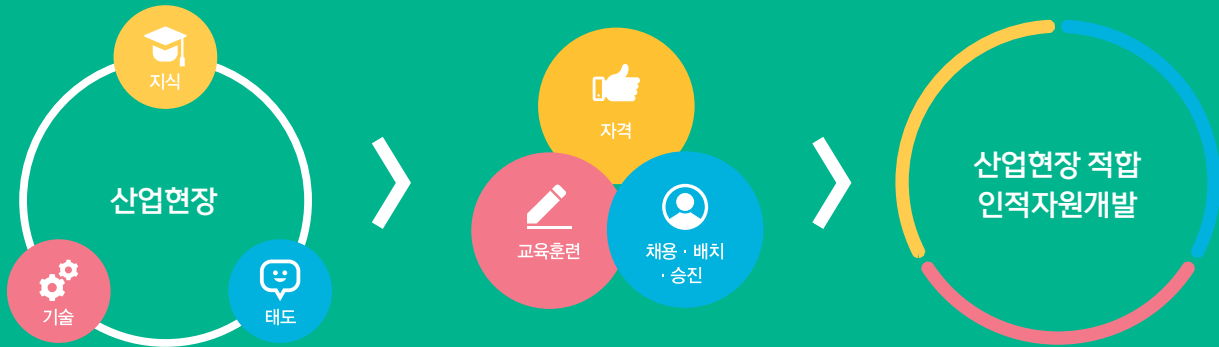 지식
산업현장
기술
태도
자격
교육훈련
채용 · 배치
· 승진
산업현장 적합
인적자원개발